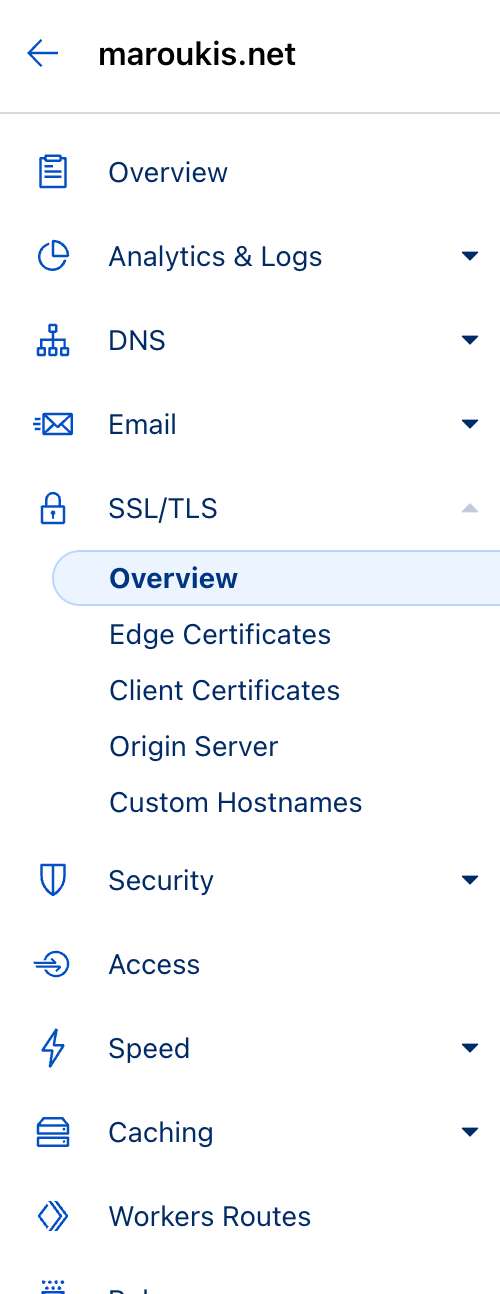 maroukis.net
Overview
Analytics & Logs
DNS
Email
SSL/TLS
Overview
Edge Certificates
Client Certificates
Origin Server
Custom Hostnames
Security
Access
Speed
Caching
Workers Routes